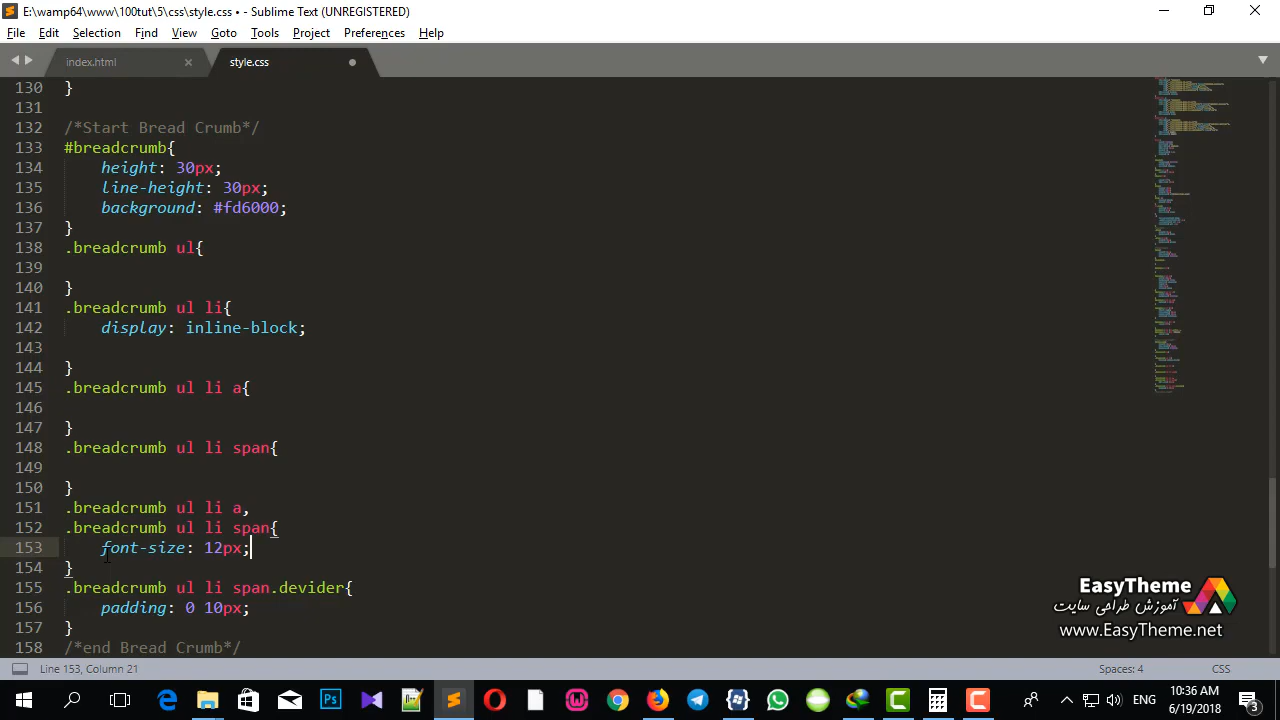 E:\wamp64\www\100tut\5\css\style.css • - Sublime Text (UNREGISTERED)
File Edit Selection Find View Goto Tools Project Preferences Help
index.html style.css
130 }
131
132 /*Start Bread Crumb*/
133 #breadcrumb{
134 height: 30px;
135 line-height: 30px;
136 background: #fd6000;
137 }
138 .breadcrumb ul{
139
140 }
141 .breadcrumb ul li{
142 display: inline-block;
143
144 }
145 .breadcrumb ul li a{
146
147 }
148 .breadcrumb ul li span{
149
150 }
151 .breadcrumb ul li a,
152 .breadcrumb ul li span{
153 font-size: 12px;
154 }
155 .breadcrumb ul li span.devider{
156 padding: 0 10px;
157 }
158 /*end Bread Crumb*/
EasyTheme
آموزش طراحی سایت
www.EasyTheme.net
Line 153, Column 21 Spaces: 4 CSS
ENG 10:36 AM
6/19/2018 3